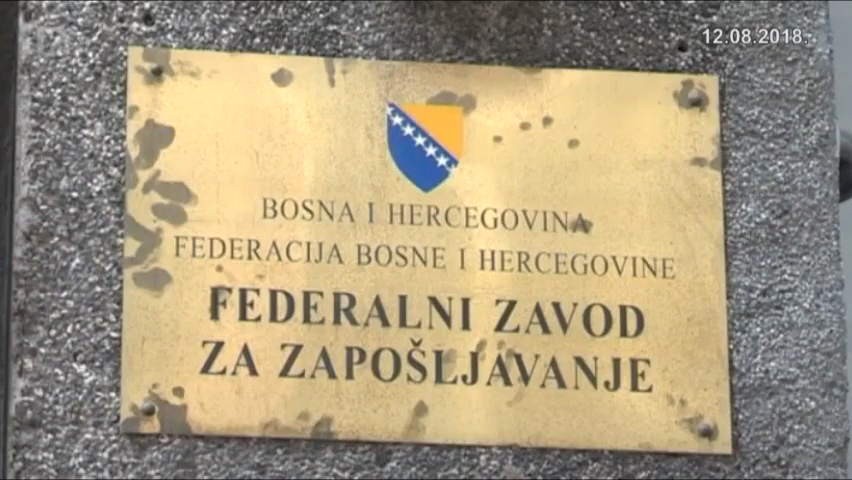 12.08.2018.
BOSNA I HERCEGOVINA
FEDERACIJA BOSNE I HERCEGOVINE
FEDERALNI ZAVOD
ZA ZAPOŠLJAVANJE